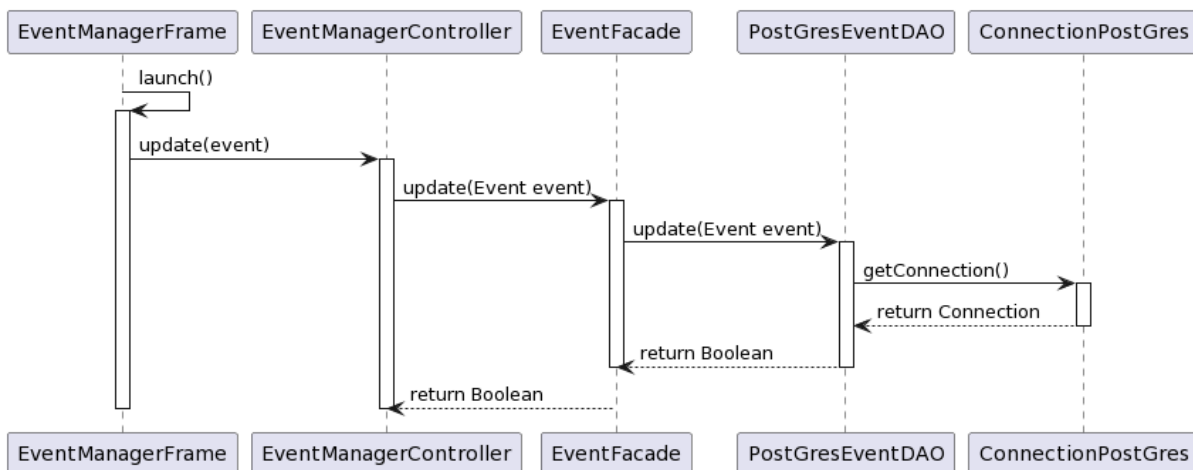 EventManagerFrame
EventManagerController
EventFacade
PostGresEventDAO
ConnectionPostGres
launch()
update(event)
update(Event event)
update(Event event)
getConnection()
return Connection
return Boolean
return Boolean
EventManagerFrame
EventManagerController
EventFacade
PostGresEventDAO
ConnectionPostGres